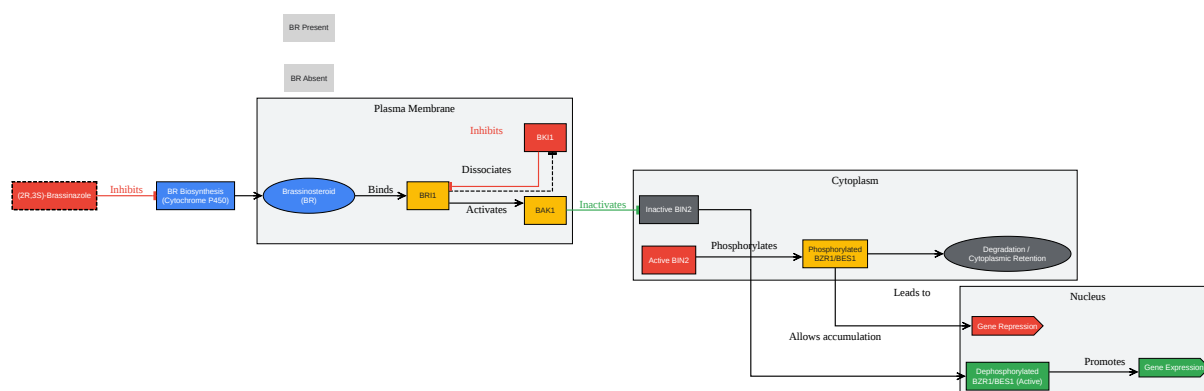 BR Present
BR Absent
Plasma Membrane
Inhibits
BKI1
Dissociates
(2R,3S)-Brassinazole
Inhibits
BR Biosynthesis
(Cytochrome P450)
Brassinosteroid
(BR)
Binds
BRI1
Activates
BAK1
Inactivates
Cytoplasm
Inactive BIN2
Active BIN2
Phosphorylates
Phosphorylated
BZR1/BES1
Degradation /
Cytoplasmic Retention
Leads to
Nucleus
Gene Repression
Allows accumulation
Dephosphorylated
BZR1/BES1 (Active)
Promotes
Gene Expression